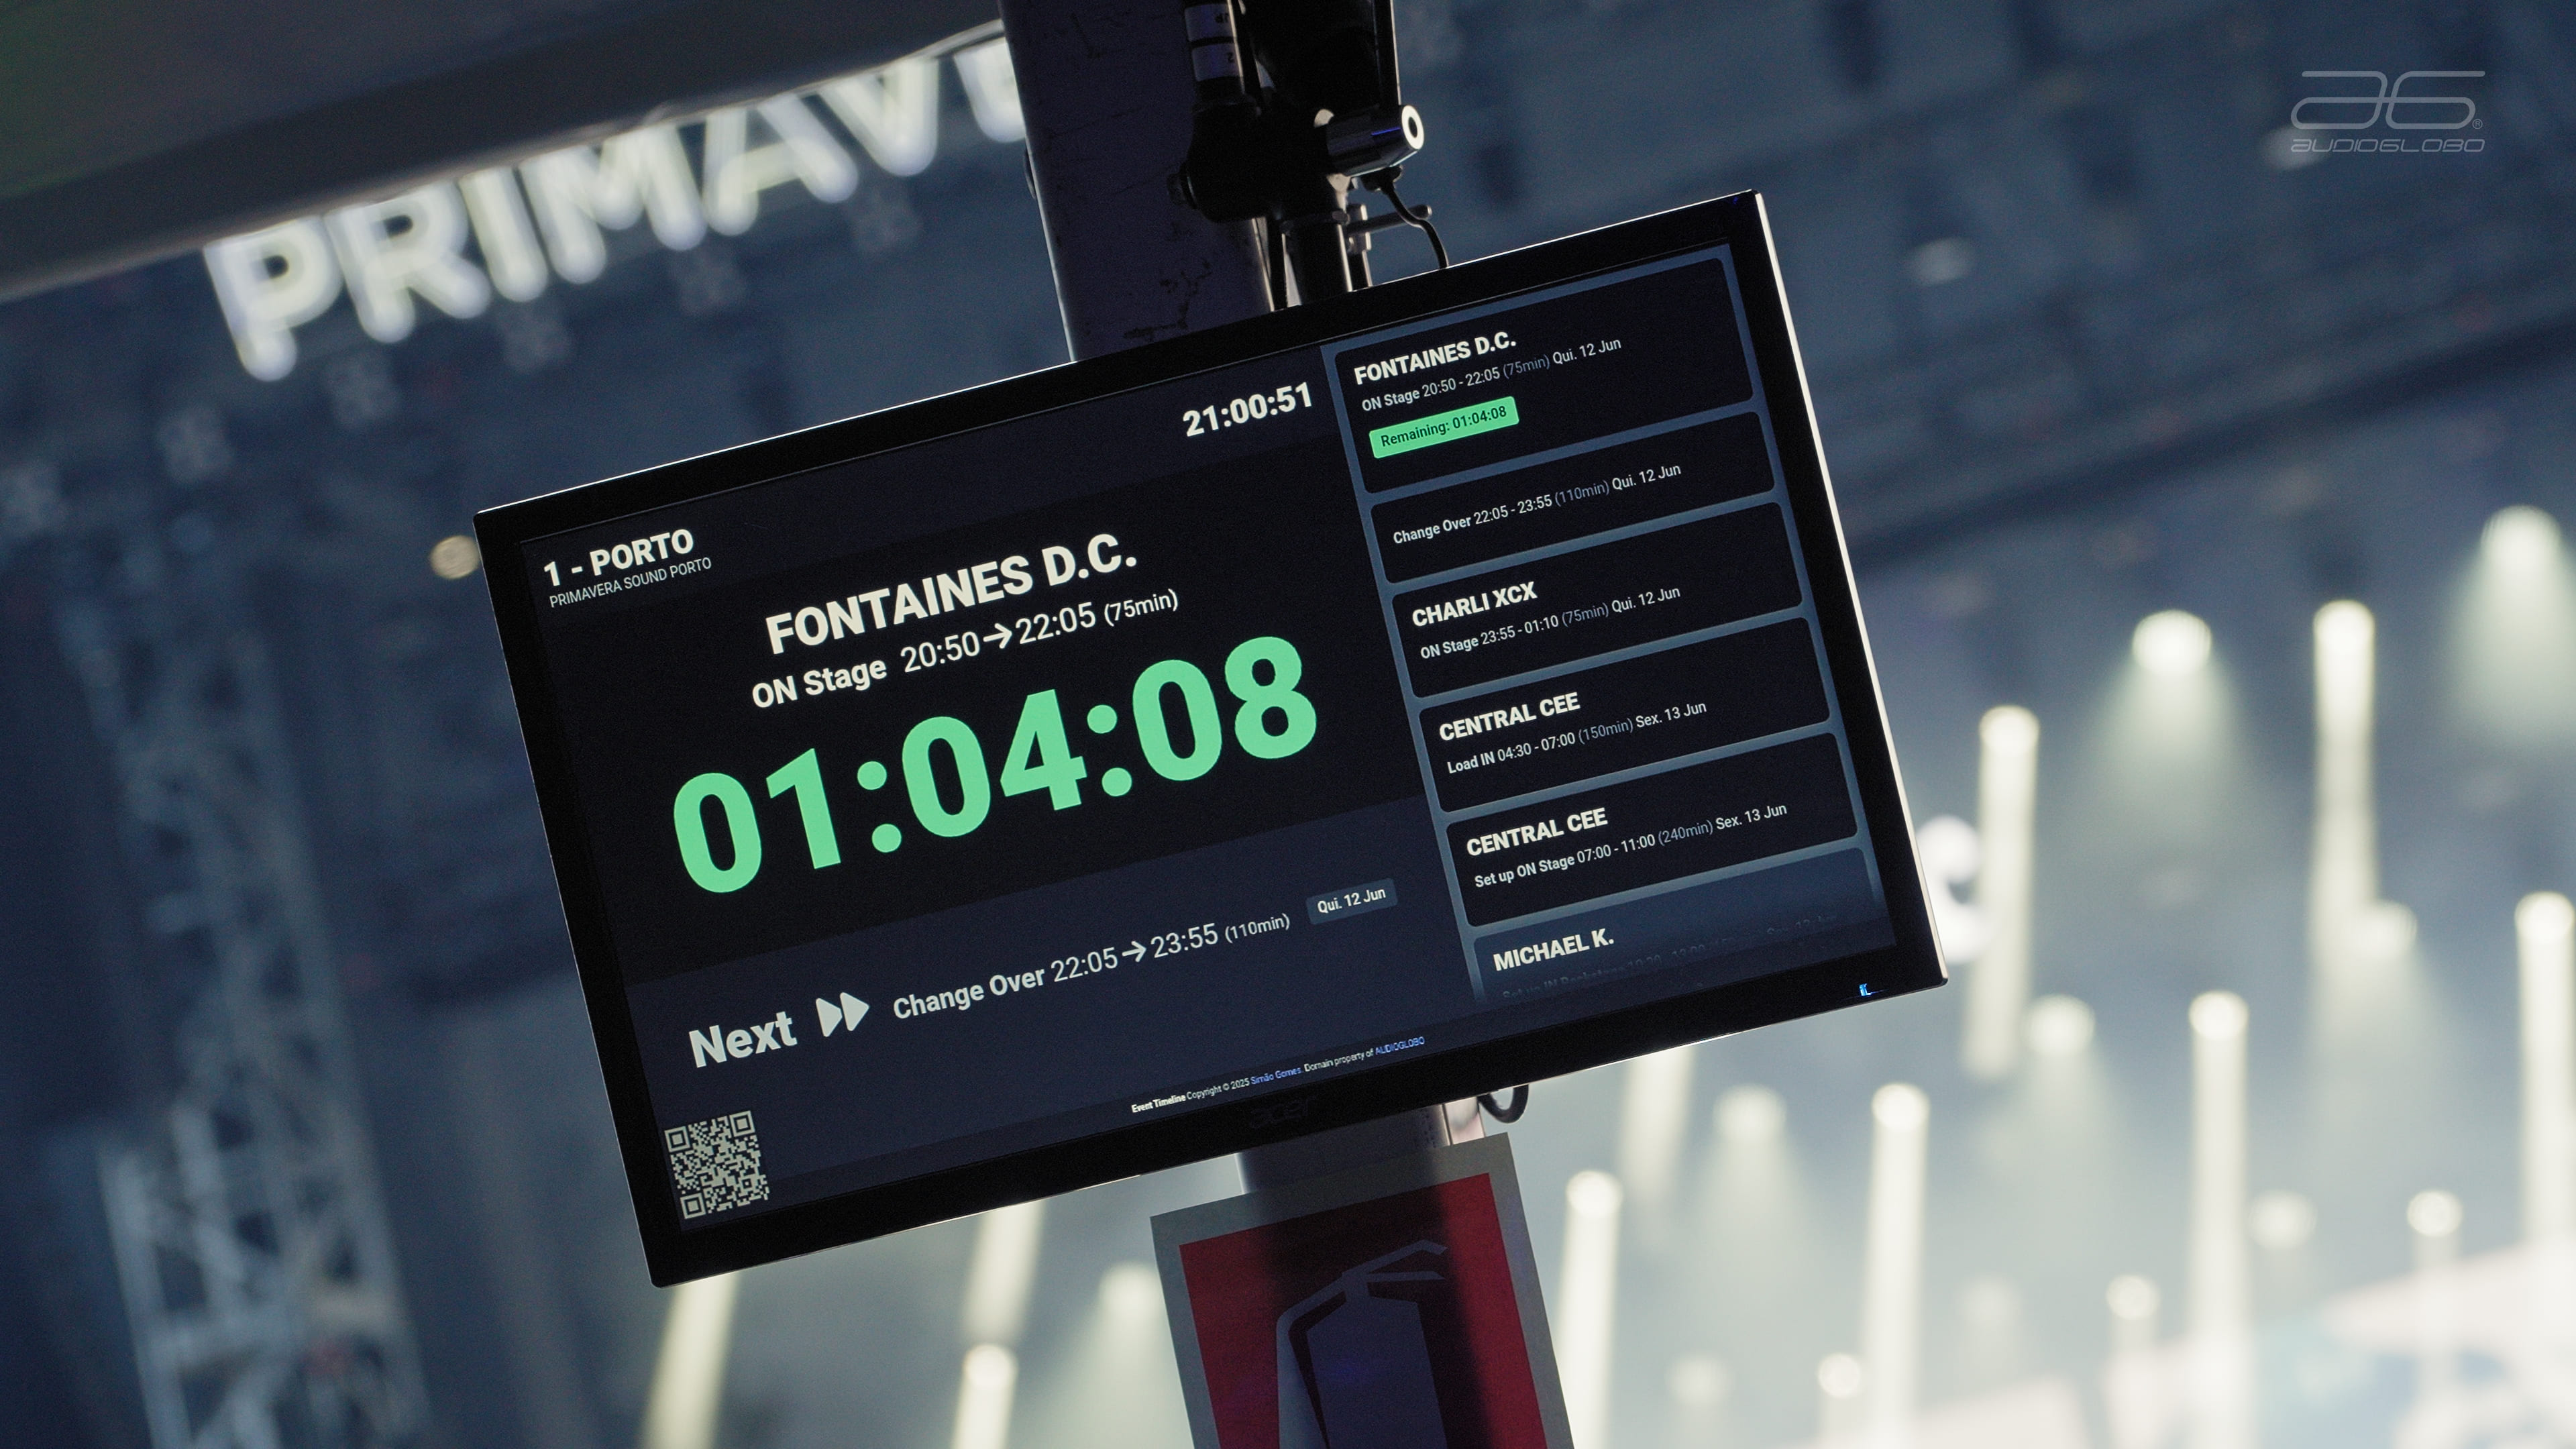 PRIMAVE
AUDIOGLOBO
21:00:51
1 - PORTO
PRIMAVERA SOUND PORTO
FONTAINES D.C.
ON Stage 20:50 → 22:05 (75min)
01:04:08
Next Change Over 22:05 → 23:55 (110min) Qui. 12 Jun
Event Timeline Copyright © 2025 Simão Gomes. Domain property of AUDIOGLOBO
acer
FONTAINES D.C.
ON Stage 20:50 - 22:05 (75min) Qui. 12 Jun
Remaining: 01:04:08
Change Over 22:05 - 23:55 (110min) Qui. 12 Jun
CHARLI XCX
ON Stage 23:55 - 01:10 (75min) Qui. 12 Jun
CENTRAL CEE
Load IN 04:30 - 07:00 (150min) Sex. 13 Jun
CENTRAL CEE
Set up ON Stage 07:00 - 11:00 (240min) Sex. 13 Jun
MICHAEL K.